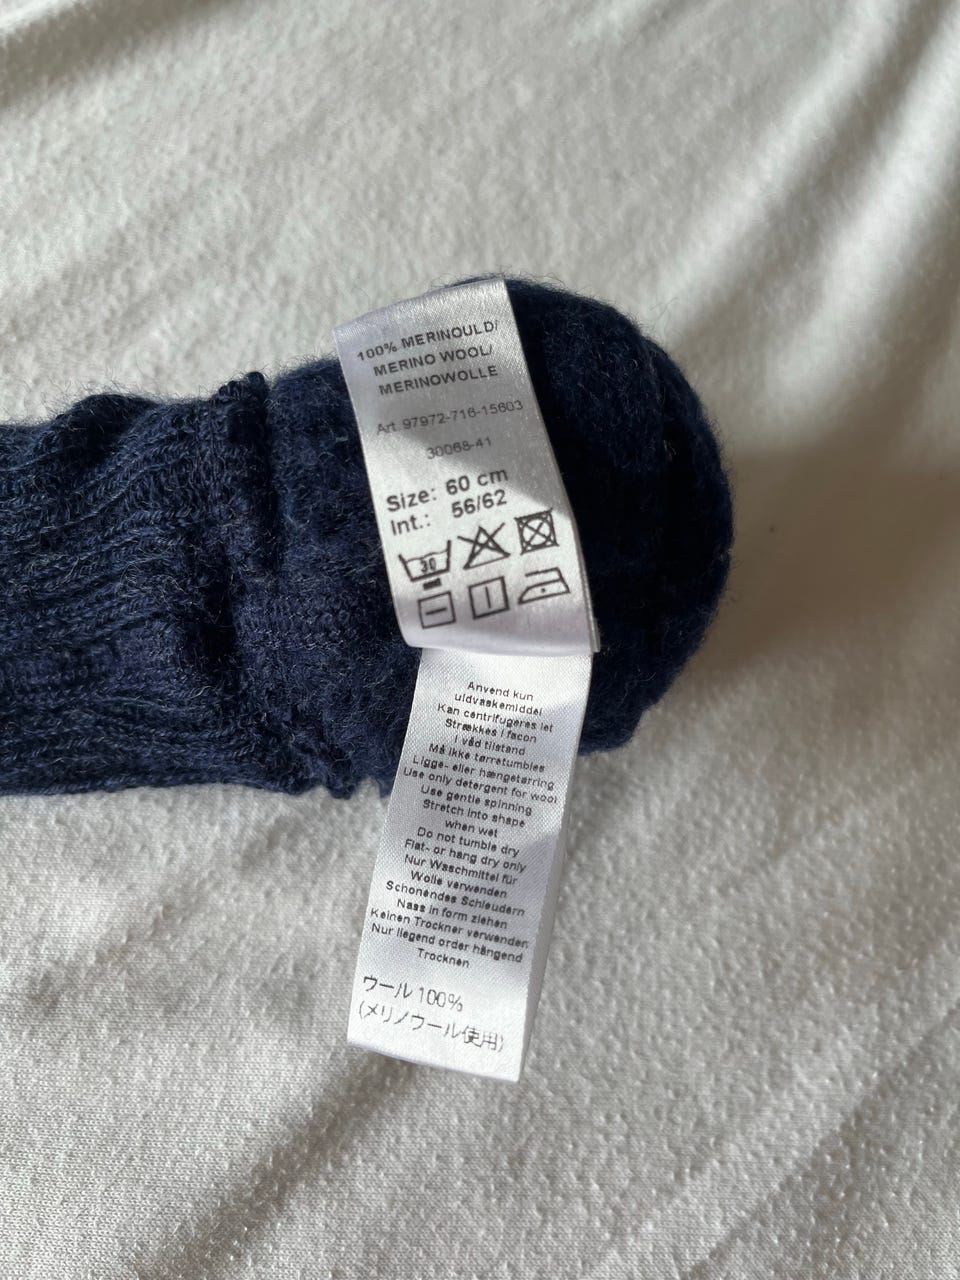 100% MERINOULD/
MERINO WOOL/
MERINOWOLLE
Art. 97972-716-15603
30068-41
Size: 60 cm
Int.: 56/62
30
Anvend kun
uldvaskemiddel
Kan centrifugeres let
Strækkes i facon
i våd tilstand
Må ikke tørretumbles
Ligge- eller hængetørring
Use only detergent for wool
Use gentle spinning
Stretch into shape
when wet
Do not tumble dry
Flat- or hang dry only
Nur Waschmittel für
Wolle verwenden
Schonendes Schleudern
Nass in form ziehen
Keinen Trockner verwenden
Nur liegend order hängend
Trocknen
ウール 100%
(メリノウール使用)